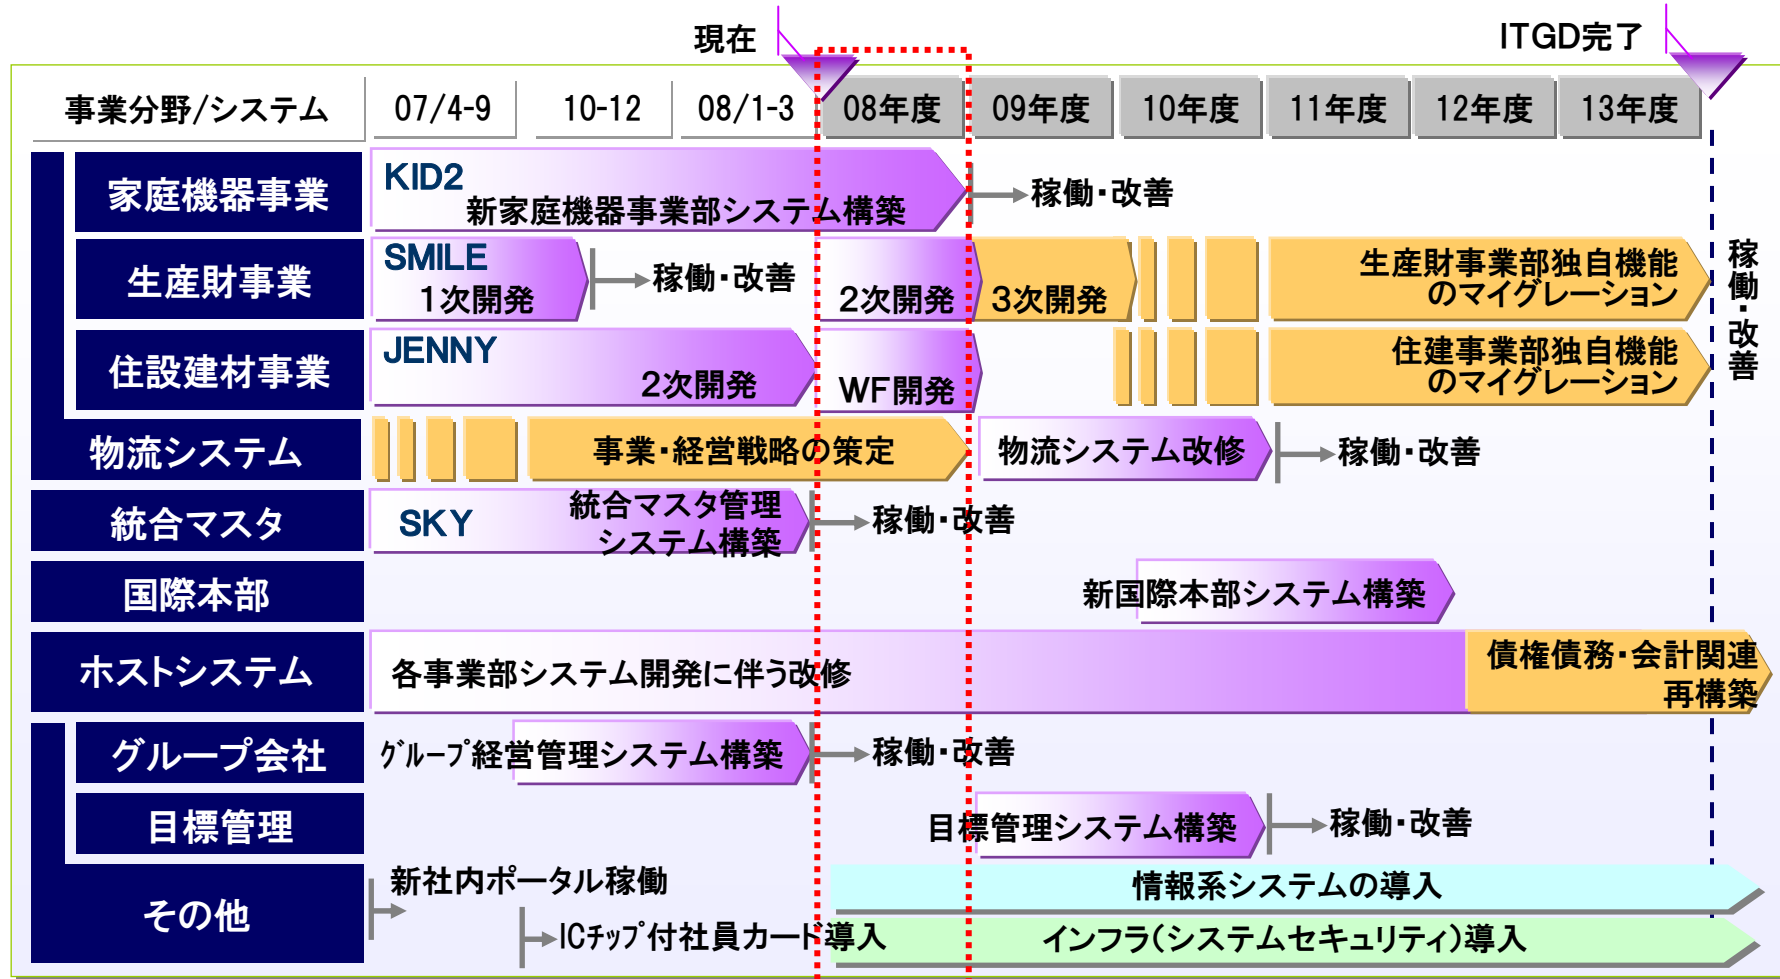 現在
ITGD完了
事業分野/システム
07/4-9
10-12
08/1-3
08年度
09年度
10年度
11年度
12年度
13年度
家庭機器事業
KID2
新家庭機器事業部システム構築
稼働・改善
生産財事業
SMILE
1次開発
稼働・改善
2次開発
3次開発
生産財事業部独自機能
のマイグレーション
稼働・改善
住設建材事業
JENNY
2次開発
WF開発
住建事業部独自機能
のマイグレーション
物流システム
事業・経営戦略の策定
物流システム改修
稼働・改善
統合マスタ
SKY
統合マスタ管理
システム構築
稼働・改善
国際本部
新国際本部システム構築
ホストシステム
各事業部システム開発に伴う改修
債権債務・会計関連
再構築
グループ会社
ｸﾞﾙｰﾌﾟ経営管理システム構築
稼働・改善
目標管理
目標管理システム構築
稼働・改善
その他
新社内ポータル稼働
情報系システムの導入
ICﾁｯﾌﾟ付社員カード導入
インフラ(システムセキュリティ)導入